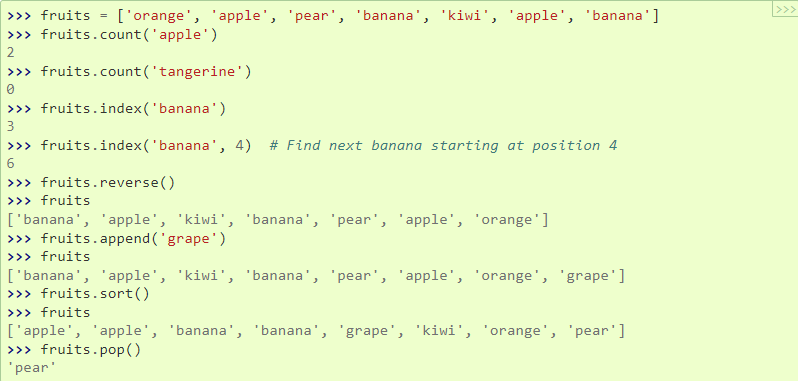 >>> fruits = ['orange', 'apple', 'pear', 'banana', 'kiwi', 'apple', 'banana']
>>>
>>> fruits.count('apple')
2
>>> fruits.count('tangerine')
0
>>> fruits.index('banana')
3
>>> fruits.index('banana', 4)  # Find next banana starting at position 4
6
>>> fruits.reverse()
>>> fruits
['banana', 'apple', 'kiwi', 'banana', 'pear', 'apple', 'orange']
>>> fruits.append('grape')
>>> fruits
['banana', 'apple', 'kiwi', 'banana', 'pear', 'apple', 'orange', 'grape']
>>> fruits.sort()
>>> fruits
['apple', 'apple', 'banana', 'banana', 'grape', 'kiwi', 'orange', 'pear']
>>> fruits.pop()
'pear'